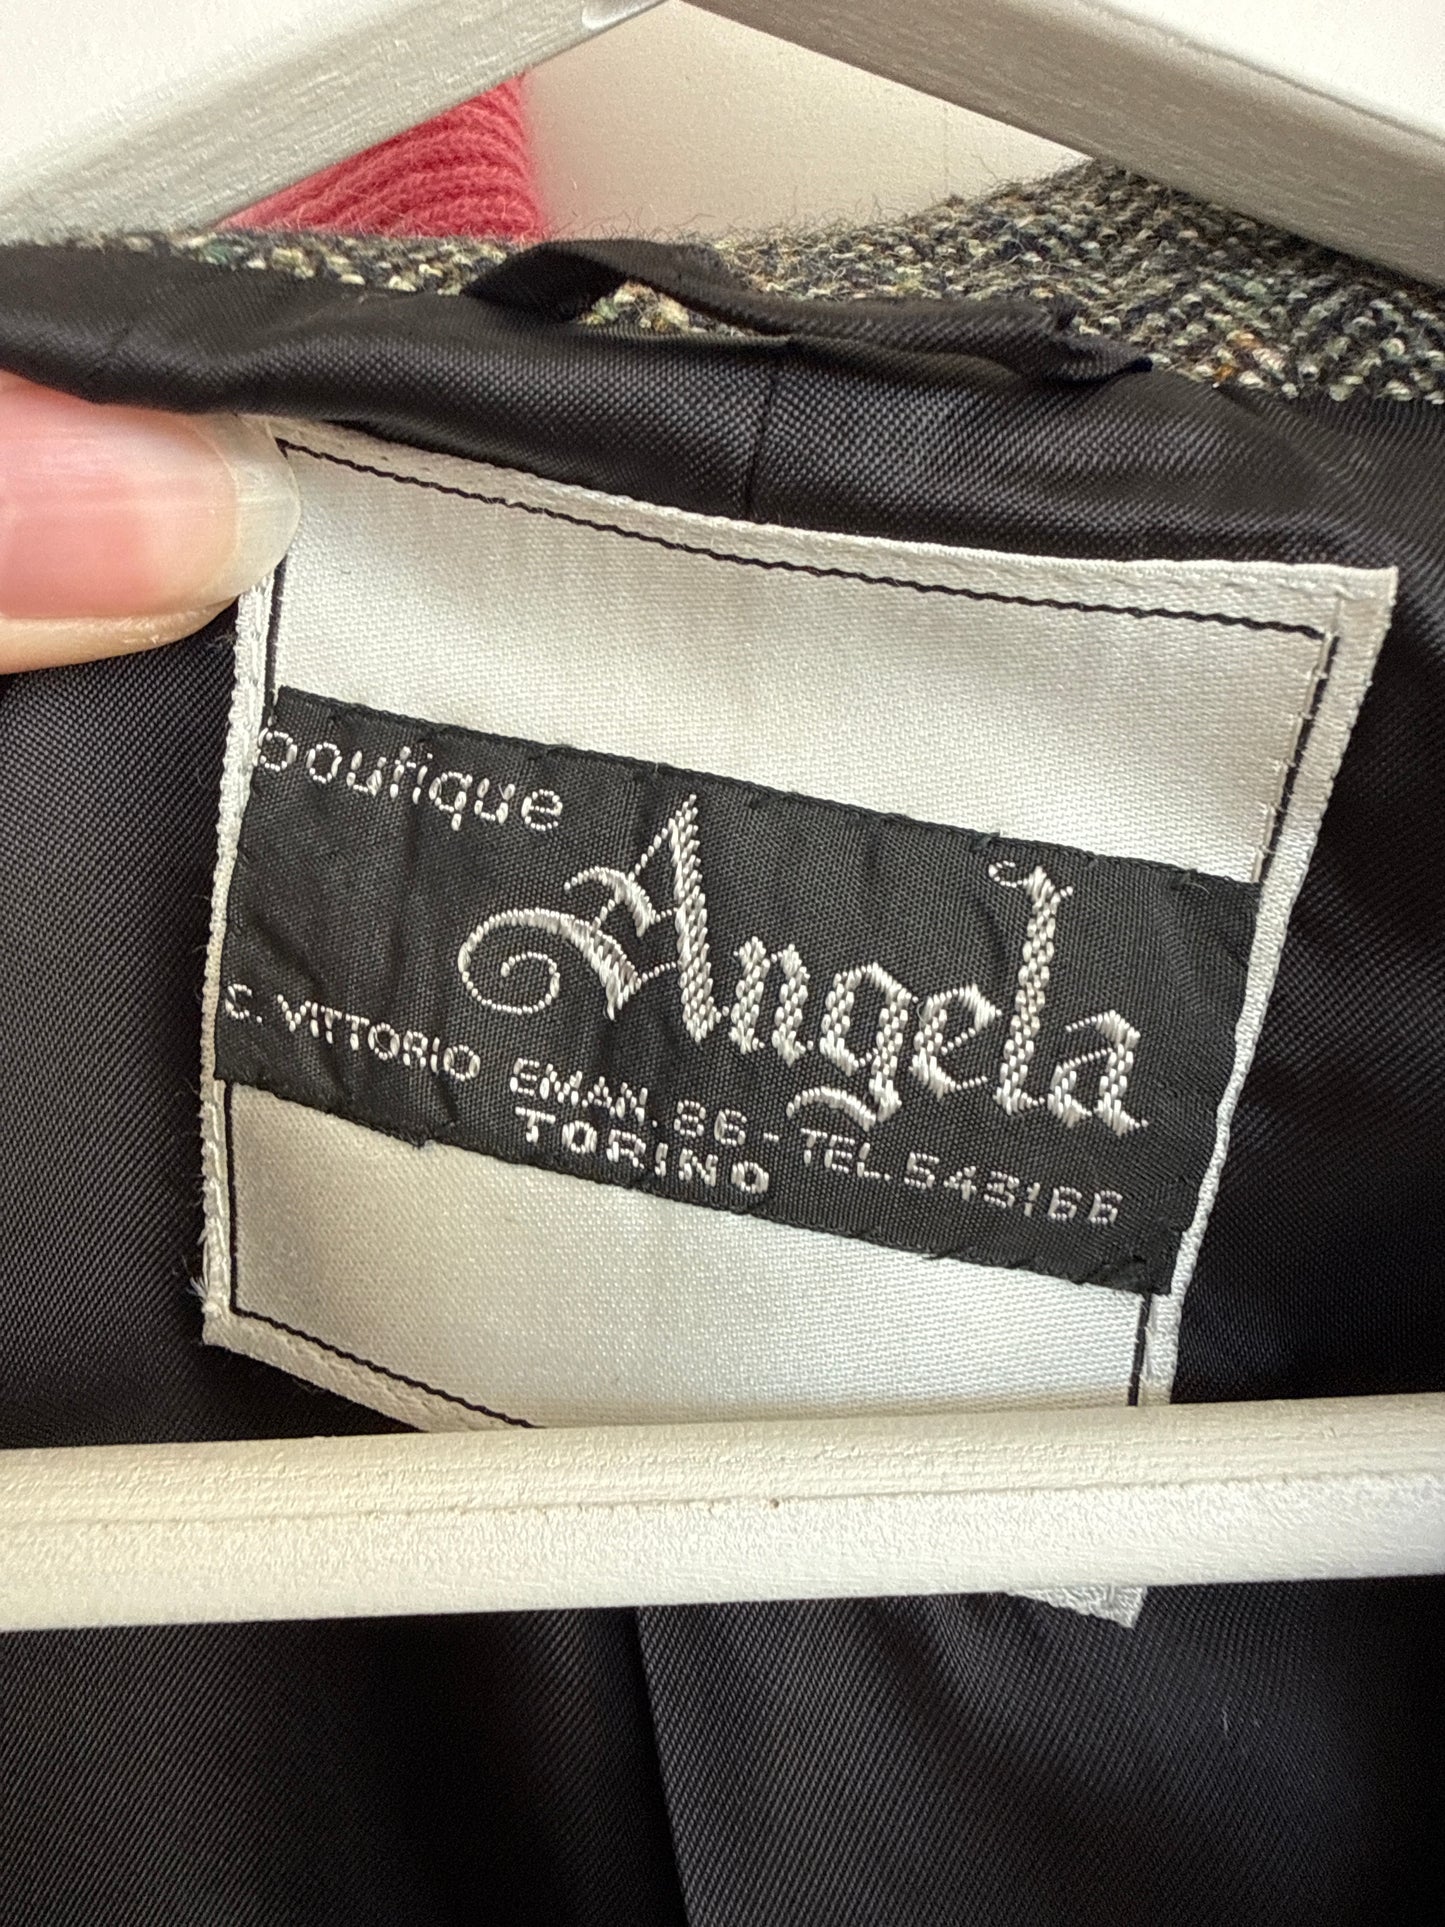 boutique
Angela
C. VITTORIO EMAN. 86 - TEL. 543166
TORINO